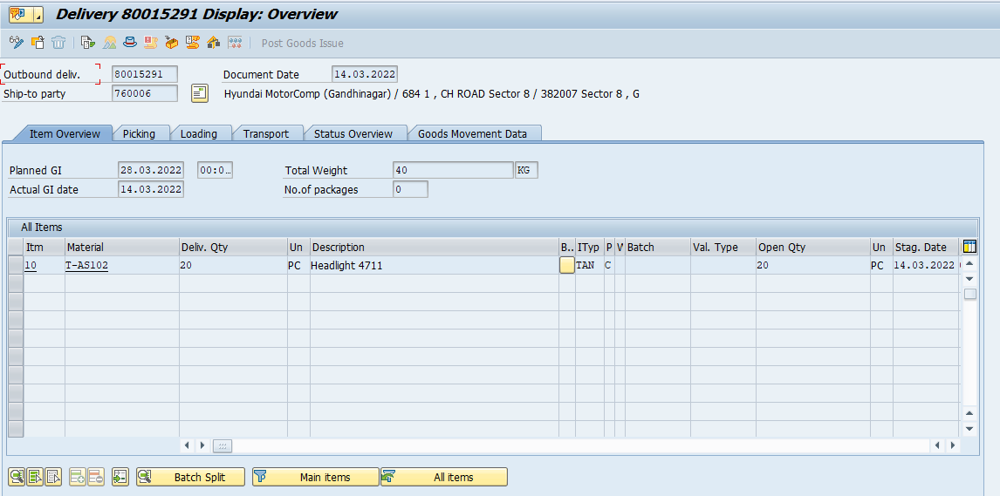 Delivery 80015291 Display: Overview
Post Goods Issue
Outbound deliv. 80015291 Document Date 14.03.2022
Ship-to party 760006 Hyundai MotorComp (Gandhinagar) / 684 1 , CH ROAD Sector 8 / 382007 Sector 8 , G
Item Overview Picking Loading Transport Status Overview Goods Movement Data
Planned GI 28.03.2022 00:0… Total Weight 40 KG
Actual GI date 14.03.2022 No.of packages 0
All Items
Itm Material Deliv. Qty Un Description B.. ITyp P V Batch Val. Type Open Qty Un Stag. Date
10 T-AS102 20 PC Headlight 4711 TAN C 20 PC 14.03.2022
Batch Split Main items All items